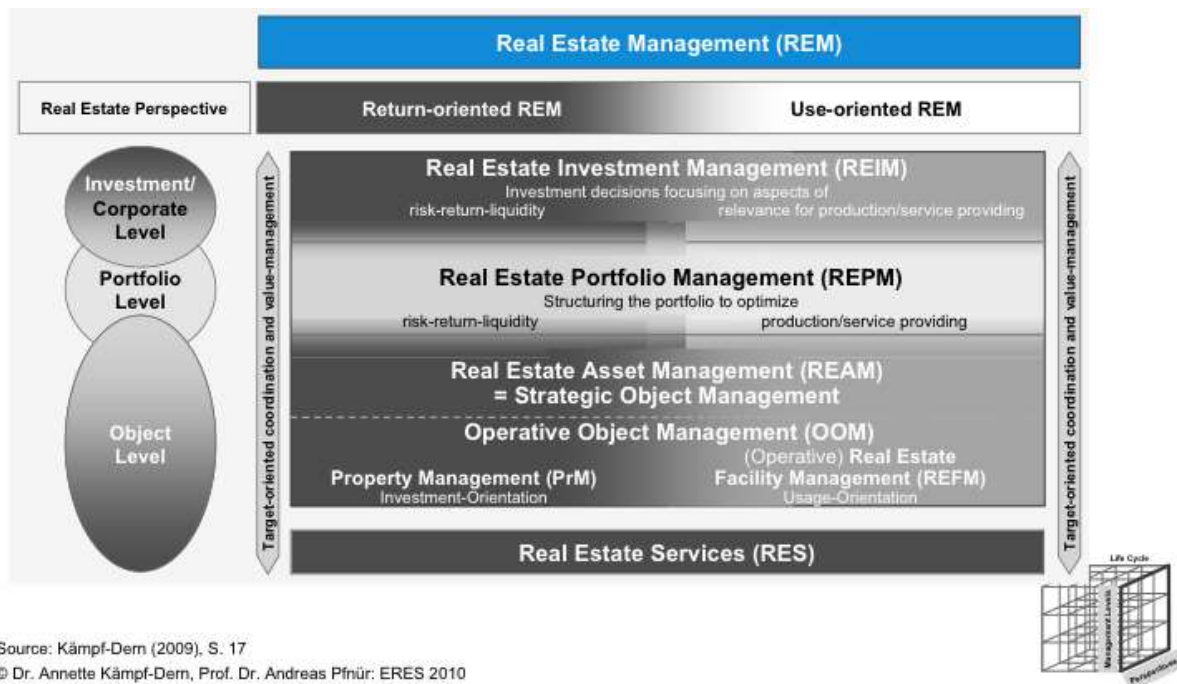 Real Estate Management (REM)
Real Estate Perspective
Return-oriented REM
Use-oriented REM
Investment/
Corporate
Level
Portfolio
Level
Object
Level
Target-oriented coordination and value-management
Real Estate Investment Management (REIM)
Investment decisions focusing on aspects of
risk-return-liquidity
relevance for production/service providing
Real Estate Portfolio Management (REPM)
Structuring the portfolio to optimize
risk-return-liquidity
production/service providing
Real Estate Asset Management (REAM)
= Strategic Object Management
Operative Object Management (OOM)
Property Management (PrM)
Investment-Orientation
(Operative) Real Estate
Facility Management (REFM)
Usage-Orientation
Real Estate Services (RES)
Target-oriented coordination and value-management
Life Cycle
Management Levels
Perspectives
Source: Kämpf-Dern (2009), S. 17
© Dr. Annette Kämpf-Dern, Prof. Dr. Andreas Pfnür: ERES 2010